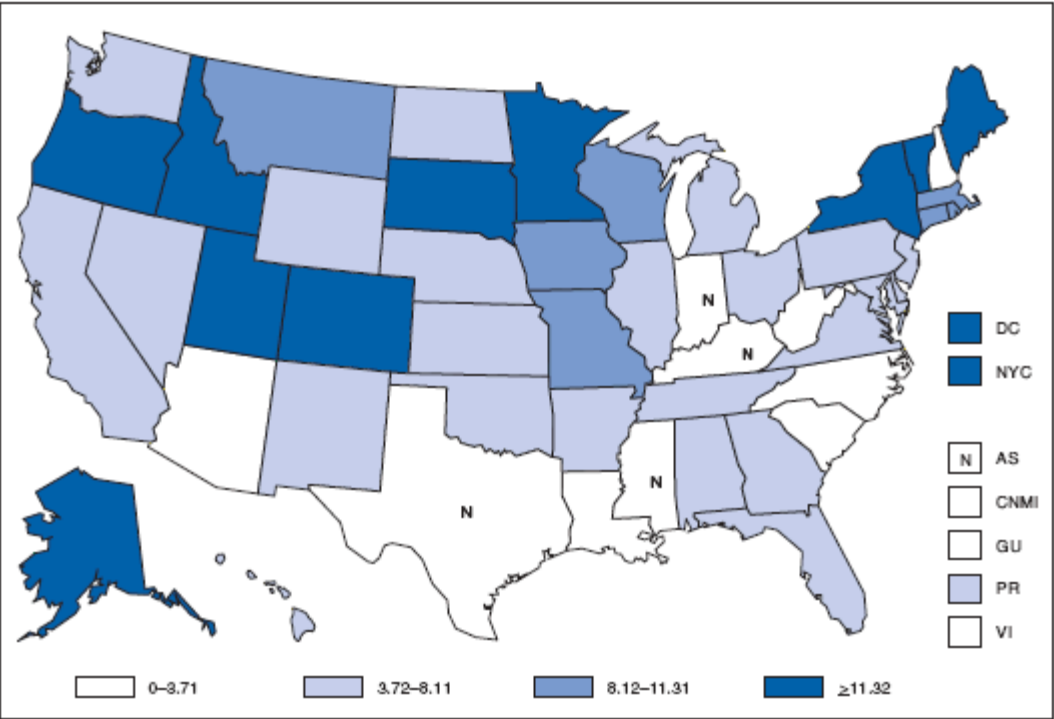 DC
N
NYC
N
N AS
N
N
CNMI
GU
PR
VI
0–3.71
3.72–8.11
8.12–11.31
≥11.32